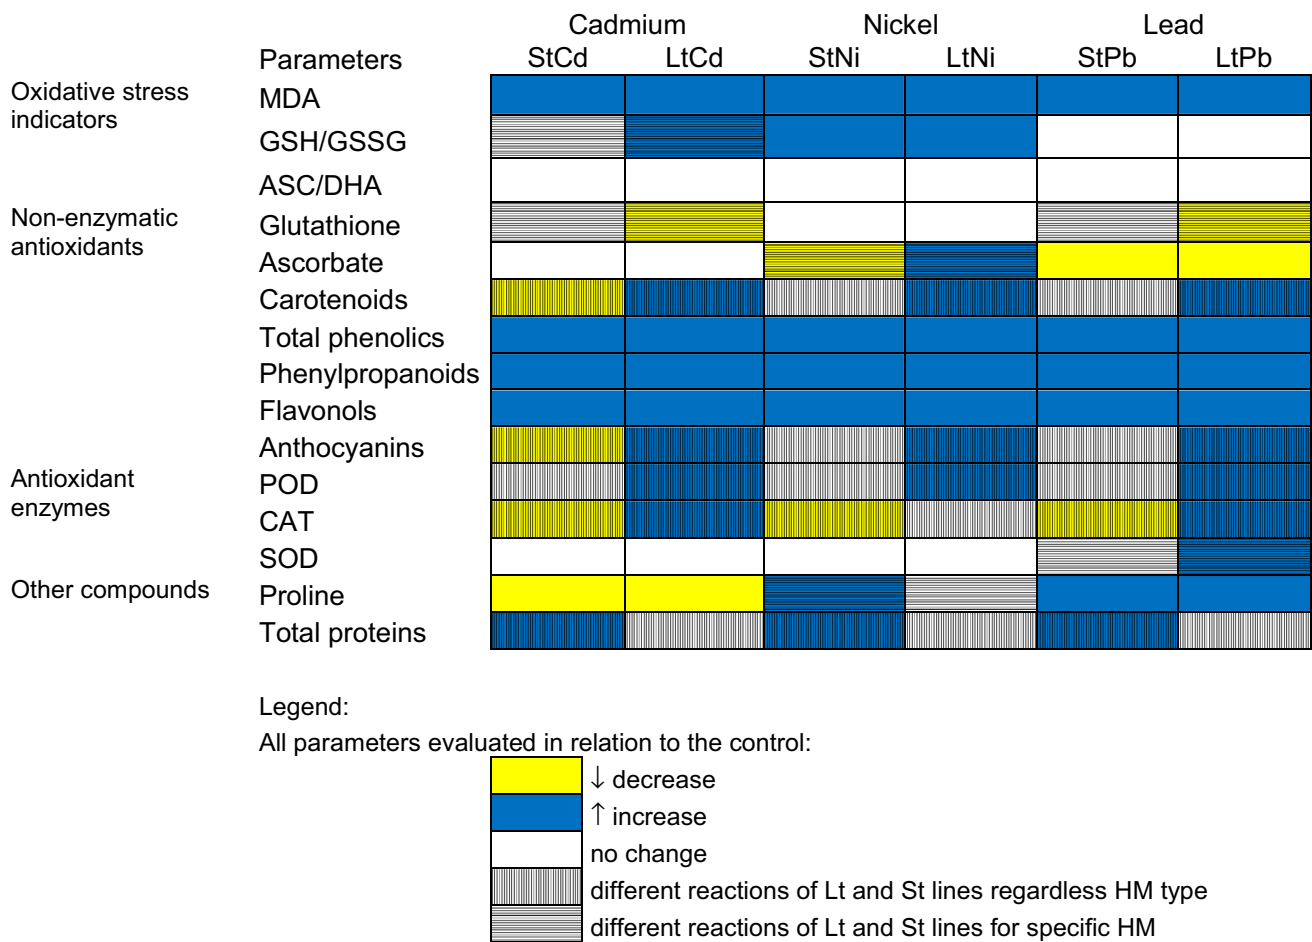 Cadmium Nickel Lead
Parameters StCd LtCd StNi LtNi StPb LtPb
Oxidative stress
indicators
MDA
GSH/GSSG
ASC/DHA
Non-enzymatic
antioxidants
Glutathione
Ascorbate
Carotenoids
Total phenolics
Phenylpropanoids
Flavonols
Anthocyanins
Antioxidant
enzymes
POD
CAT
SOD
Other compounds
Proline
Total proteins
Legend:
All parameters evaluated in relation to the control:
↓ decrease
↑ increase
no change
different reactions of Lt and St lines regardless HM type
different reactions of Lt and St lines for specific HM